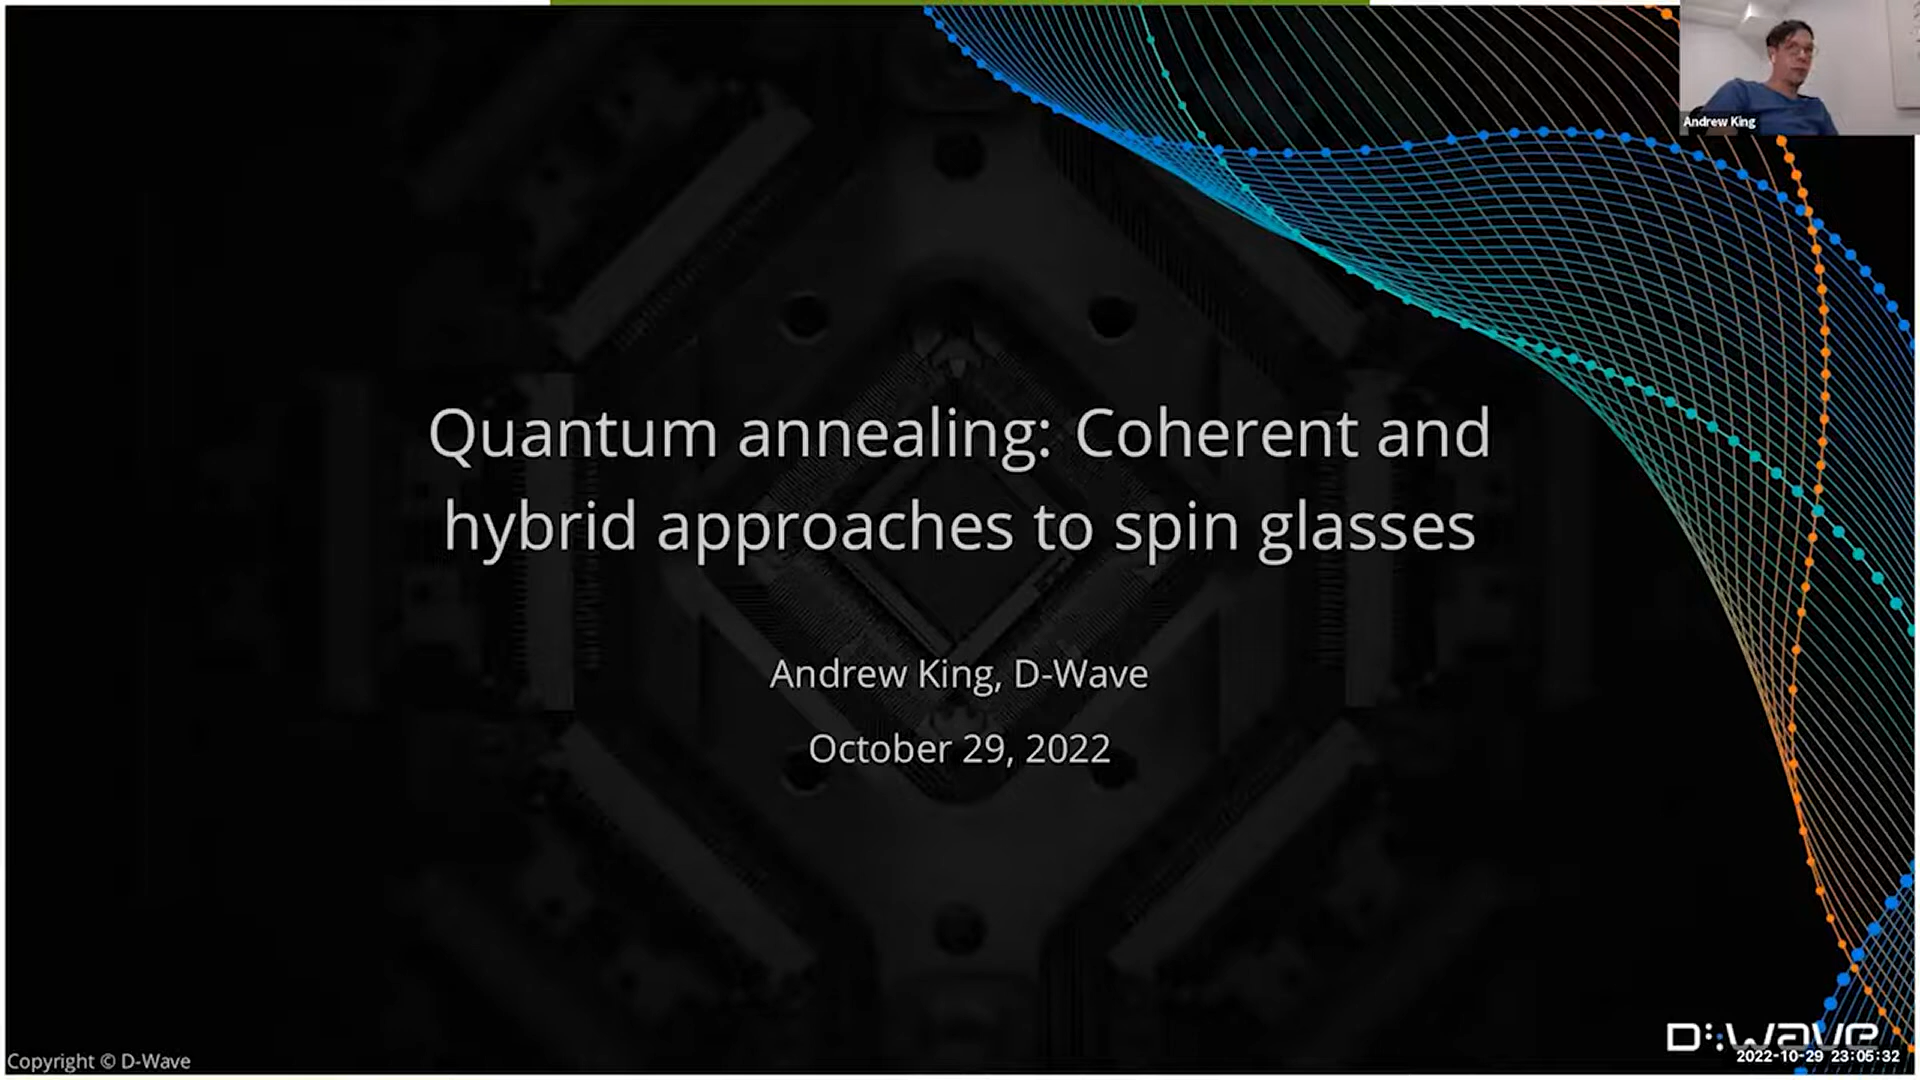 Andrew King
Quantum annealing: Coherent and
hybrid approaches to spin glasses
Andrew King, D-Wave
October 29, 2022
D:wave
2022-10-29 23:05:32
Copyright © D-Wave